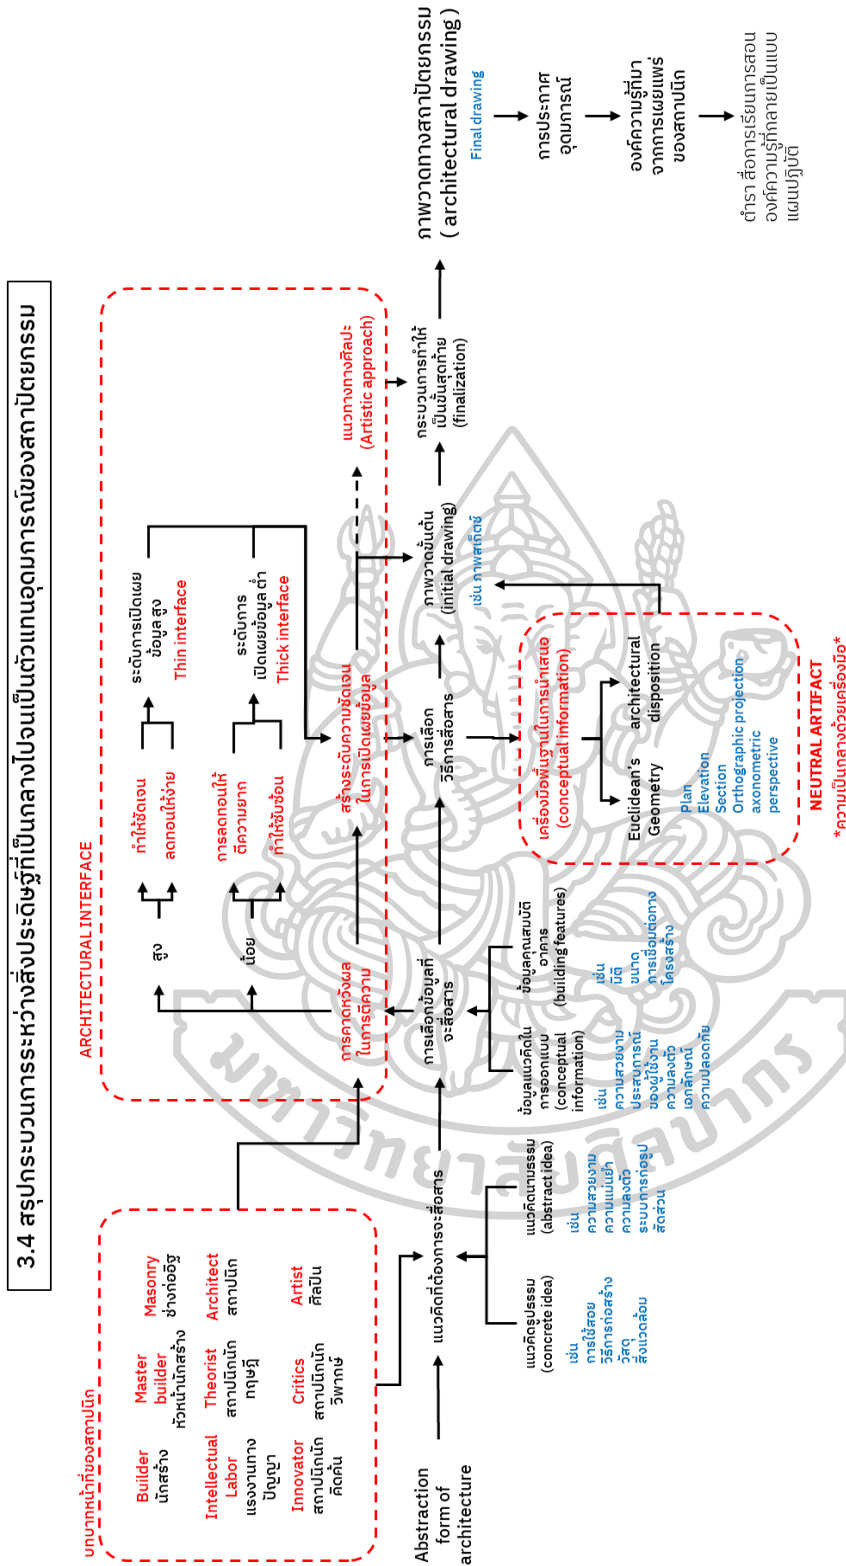 3.4 สรุปกระบวนการระหว่างสิ่งประดิษฐ์ที่เป็นกลางไปจนเป็นตัวแทนอุดมการณ์ของสถาปัตยกรรม
บทบาทหน้าที่ของสถาปนิก
Builder
นักสร้าง
Master
builder
หัวหน้านักสร้าง
Masonry
ช่างก่ออิฐ
Intellectual
Labor
แรงงานทาง
ปัญญา
Theorist
สถาปนิกนัก
ทฤษฎี
Architect
สถาปนิก
Innovator
สถาปนิกนัก
คิดค้น
Critics
สถาปนิกนัก
วิพากษ์
Artist
ศิลปิน
ARCHITECTURAL INTERFACE
การคาดหวังผล
ในการตีความ
สูง
น้อย
ทำให้ชัดเจน
ลดทอนให้ง่าย
การลดทอนให้
ตีความยาก
ทำให้ซับซ้อน
ระดับการเปิดเผย
ข้อมูล สูง
Thin interface
ระดับการ
เปิดเผยข้อมูล ต่ำ
Thick interface
สร้างระดับความชัดเจน
ในการเปิดเผยข้อมูล
แนวทางทางศิลปะ
(Artistic approach)
Abstraction
form of
architecture
แนวคิดที่ต้องการจะสื่อสาร
การเลือกข้อมูลที่
จะสื่อสาร
การเลือก
วิธีการสื่อสาร
ภาพวาดขั้นต้น
(initial drawing)
เช่น ภาพสเก็ตช์
กระบวนการทำให้
เป็นขั้นสุดท้าย
(finalization)
ภาพวาดทางสถาปัตยกรรม
( architectural drawing )
Final drawing
การประกาศ
อุดมการณ์
องค์ความรู้ที่มา
จากการเผยแพร่
ของสถาปนิก
ตำรา สื่อการเรียนการสอน
องค์ความรู้ที่กลายเป็นแบบ
แผนปฏิบัติ
แนวคิดรูปธรรรม
(concrete idea)
เช่น
การใช้สอย
วิธีการก่อสร้าง
วัสดุ
สิ่งแวดล้อม
แนวคิดนามธรรม
(abstract idea)
เช่น
ความสวยงาม
ความแม่นยำ
ความลงตัว
ระบบการก่อรูป
สัดส่วน
ข้อมูลแนวคิดใน
การออกแบบ
(conceptual
information)
เช่น
ความสวยงาม
ประสบการณ์
ของผู้ใช้งาน
ความลงตัว
เอกลักษณ์
ความปลอดภัย
ข้อมูลคุณสมบัติ
อาคาร
(building features)
เช่น
มิติ
ขนาด
การเชื่อมต่อทาง
โครงสร้าง
เครื่องมือพื้นฐานในการนำเสนอ
(conceptual information)
Euclidean's
Geometry
architectural
disposition
Plan
Elevation
Section
Orthographic projection
axonometric
perspective
NEUTRAL ARTIFACT
*ความเป็นกลางด้วยเครื่องมือ*
มหาวิทยาลัยศิลปากร